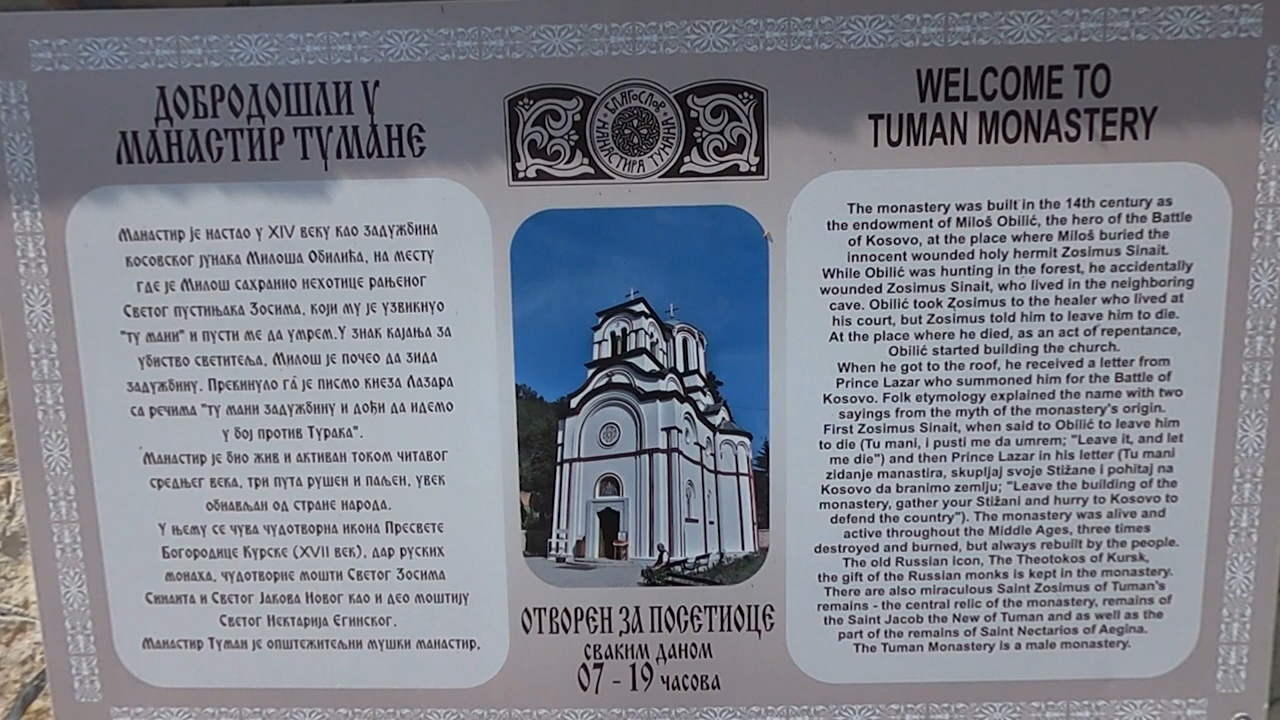 ДОБРОДОШЛИ У
МАНАСТИР ТУМАНЕ
Манастир је настао у XIV веку као задужбина
косовског јунака Милоша Обилића, на месту
где је Милош сахранио нехотице рањеног
Светог пустињака Зосима, који му је узвикнуо
"ту мани" и пусти ме да умрем.У знак кајања за
убиство светитеља, Милош је почео да зида
задужбину. Прекинуло га је писмо кнеза Лазара
са речима "ту мани задужбину и дођи да идемо
у бој против Турака".
Манастир је био жив и активан током читавог
средњег века, три пута рушен и паљен, увек
обнављан од стране народа.
У њему се чува чудотворна икона Пресвете
Богородице Курске (XVII век), дар руских
монаха, чудотворне мошти Светог Зосима
Синаита и Светог Јакова Новог као и део моштију
Светог Нектарија Егинског.
Манастир Туман је општежитељни мушки манастир.
БЛАГОСЛОВ
МАНАСТИРА ТУМАНА
ОТВОРЕН ЗА ПОСЕТИОЦЕ
СВАКИМ ДАНОМ
07 - 19 ЧАСОВА
WELCOME TO
TUMAN MONASTERY
The monastery was built in the 14th century as
the endowment of Miloš Obilić, the hero of the Battle
of Kosovo, at the place where Miloš buried the
innocent wounded holy hermit Zosimus Sinait.
While Obilić was hunting in the forest, he accidentally
wounded Zosimus Sinait, who lived in the neighboring
cave. Obilić took Zosimus to the healer who lived at
his court, but Zosimus told him to leave him to die.
At the place where he died, as an act of repentance,
Obilić started building the church.
When he got to the roof, he received a letter from
Prince Lazar who summoned him for the Battle of
Kosovo. Folk etymology explained the name with two
sayings from the myth of the monastery's origin.
First Zosimus Sinait, when said to Obilić to leave him
to die (Tu mani, i pusti me da umrem; "Leave it, and let
me die") and then Prince Lazar in his letter (Tu mani
zidanje manastira, skupljaj svoje Stižane i pohitaj na
Kosovo da branimo zemlju; "Leave the building of the
monastery, gather your Stižani and hurry to Kosovo to
defend the country"). The monastery was alive and
active throughout the Middle Ages, three times
destroyed and burned, but always rebuilt by the people.
The old Russian icon, The Theotokos of Kursk,
the gift of the Russian monks is kept in the monastery.
There are also miraculous Saint Zosimus of Tuman's
remains - the central relic of the monastery, remains of
the Saint Jacob the New of Tuman and as well as the
part of the remains of Saint Nectarios of Aegina.
The Tuman Monastery is a male monastery.